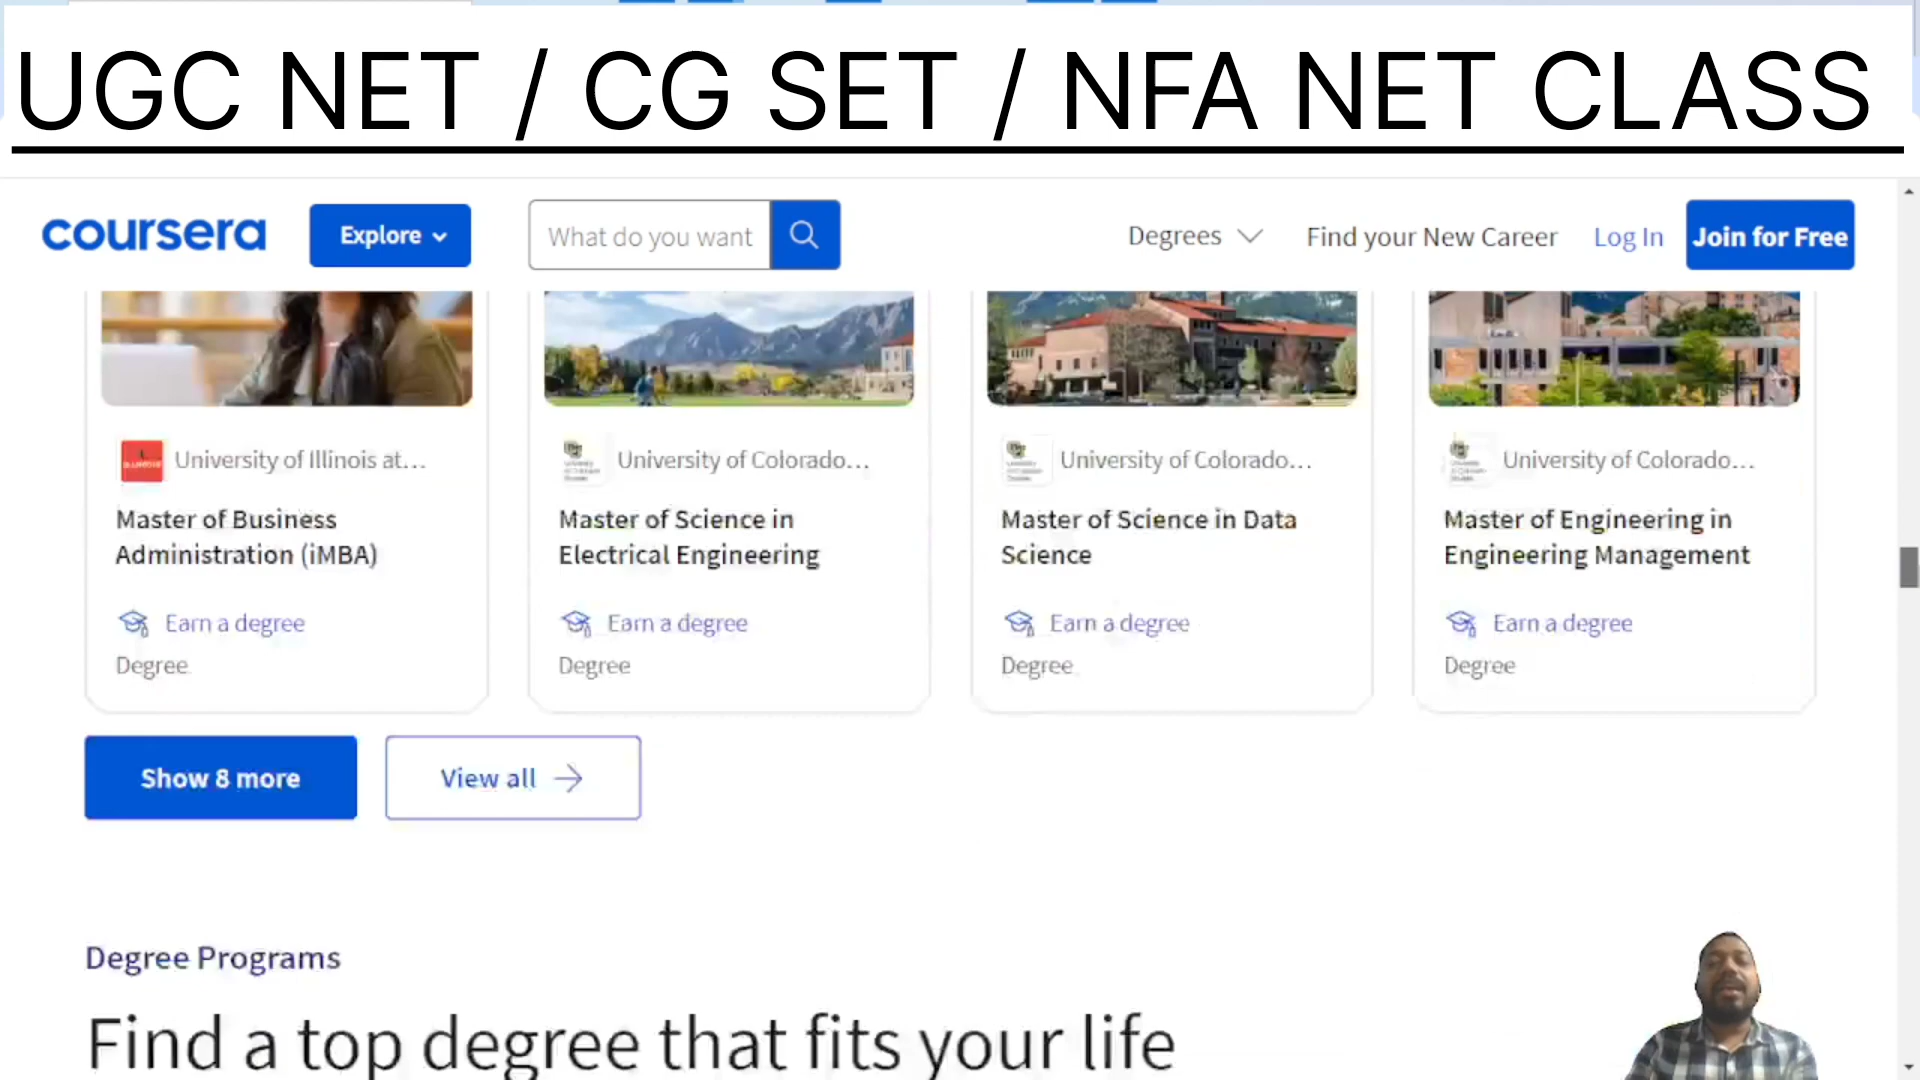 UGC NET / CG SET / NFA NET CLASS
coursera
Explore
What do you want
Degrees
Find your New Career
Log In
Join for Free
University of Illinois at...
University of Colorado...
University of Colorado...
University of Colorado...
Master of Business
Administration (iMBA)
Master of Science in
Electrical Engineering
Master of Science in Data
Science
Master of Engineering in
Engineering Management
Earn a degree
Earn a degree
Earn a degree
Earn a degree
Degree
Degree
Degree
Degree
Show 8 more
View all
Degree Programs
Find a top degree that fits your life